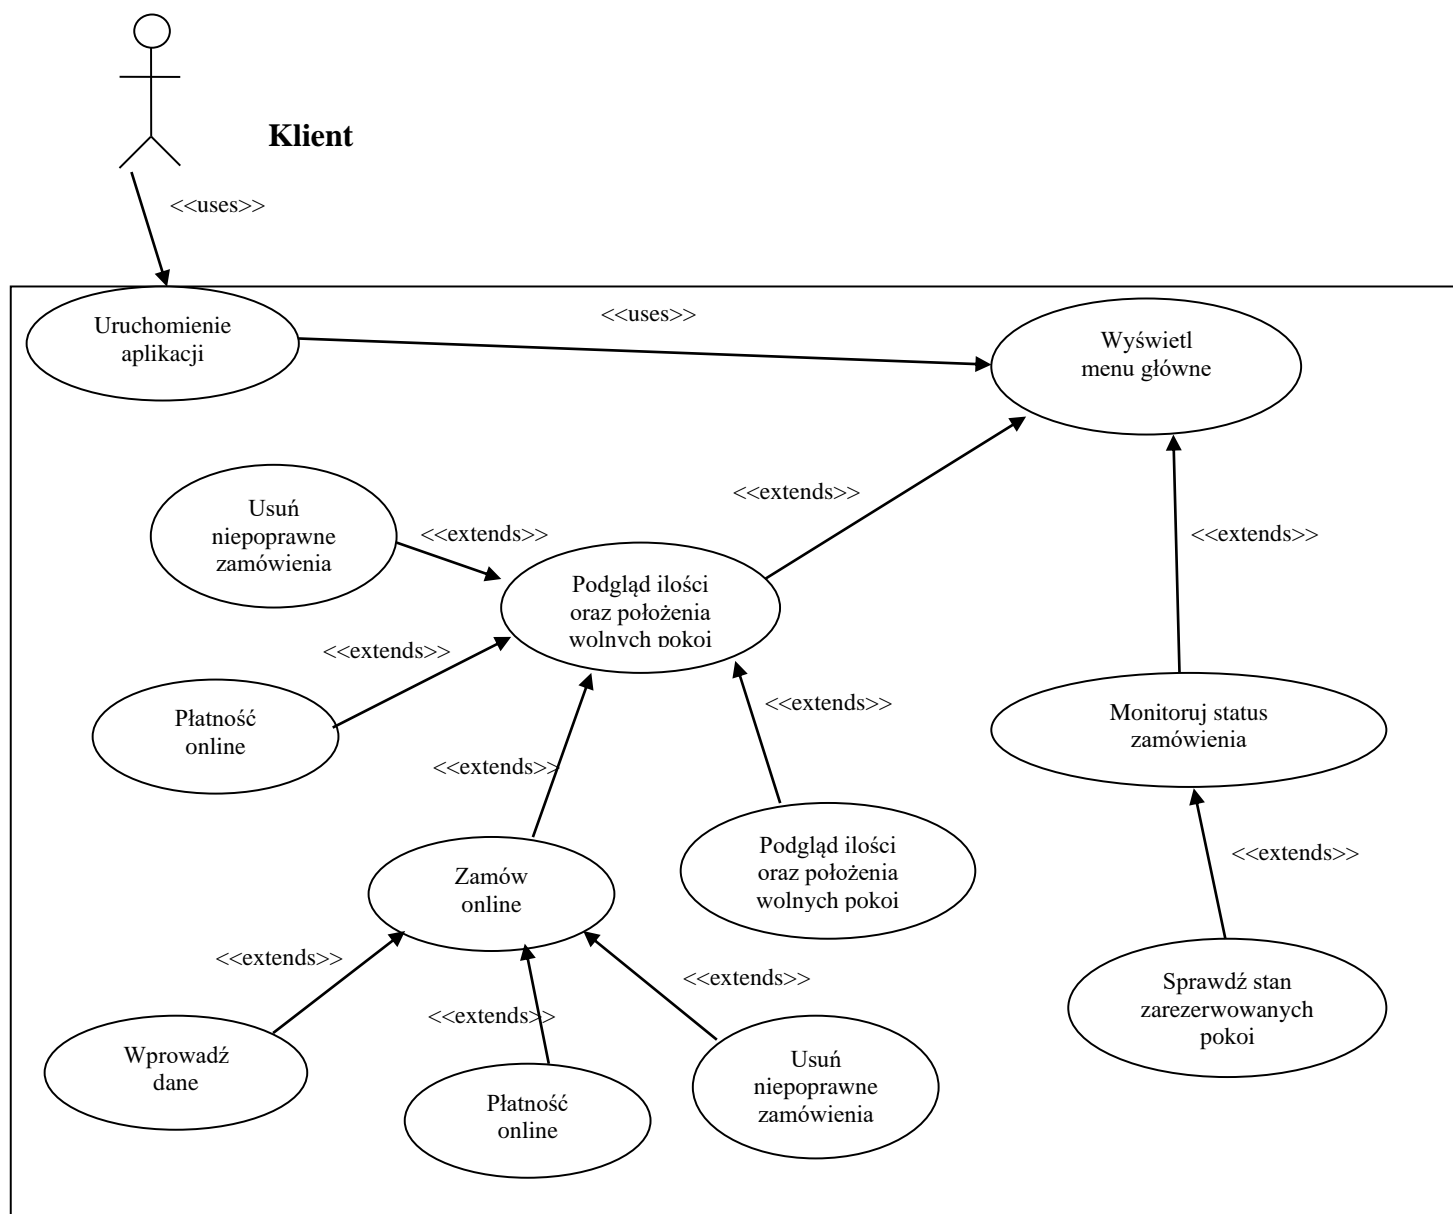 Klient
<<uses>>
Uruchomienie
aplikacji
<<uses>>
Wyświetl
menu główne
<<extends>>
Usuń
niepoprawne
zamówienia
<<extends>>
<<extends>>
Podgląd ilości
oraz położenia
wolnych pokoi
<<extends>>
Płatność
online
<<extends>>
<<extends>>
Monitoruj status
zamówienia
Zamów
online
Podgląd ilości
oraz położenia
wolnych pokoi
<<extends>>
<<extends>>
<<extends>>
<<extends>>
Wprowadź
dane
Płatność
online
Usuń
niepoprawne
zamówienia
Sprawdź stan
zarezerwowanych
pokoi